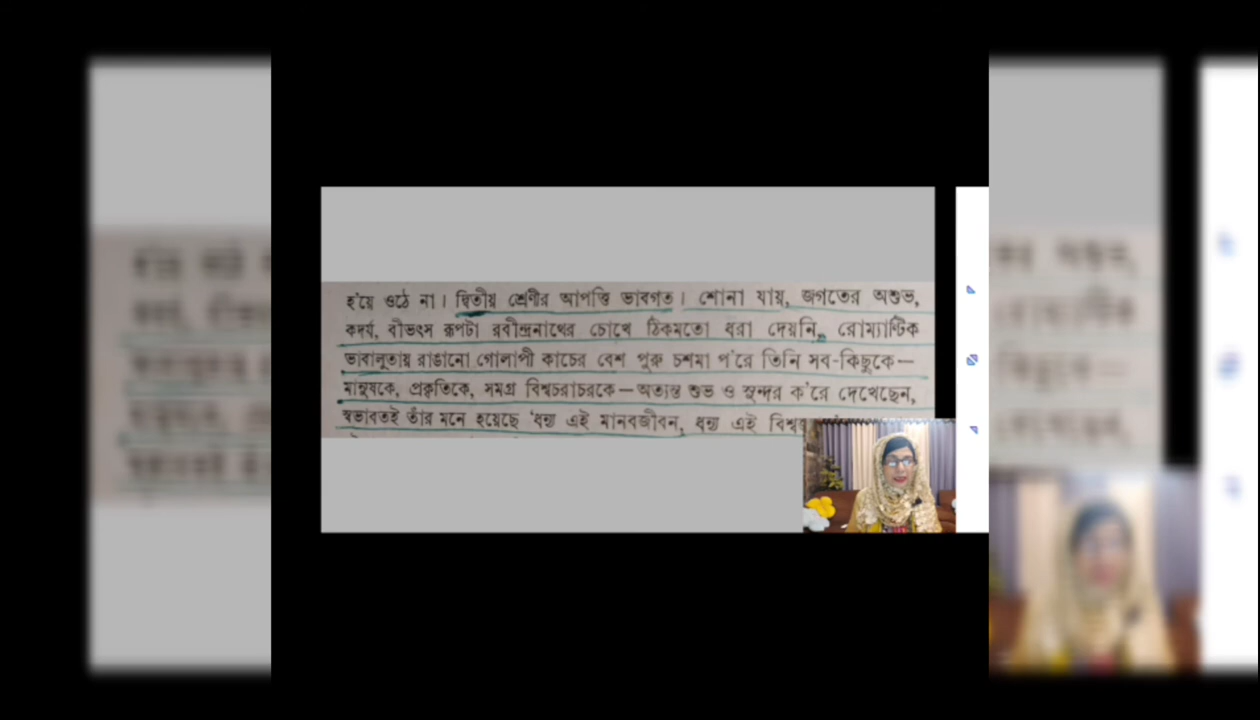 হ'য়ে ওঠে না। দ্বিতীয় শ্রেণীর আপত্তি ভাবগত। শোনা যায়, জগতের অশুভ,
কদর্য, বীভৎস রূপটা রবীন্দ্রনাথের চোখে ঠিকমতো ধরা দেয়নি, রোম্যাণ্টিক
ভাবালুতায় রাঙানো গোলাপী কাচের বেশ পুরু চশমা প'রে তিনি সব-কিছুকে—
মানুষকে, প্রকৃতিকে, সমগ্র বিশ্বচরাচরকে—অত্যন্ত শুভ ও সুন্দর ক'রে দেখেছেন,
স্বভাবতই তাঁর মনে হয়েছে 'ধন্য এই মানবজীবন, ধন্য এই